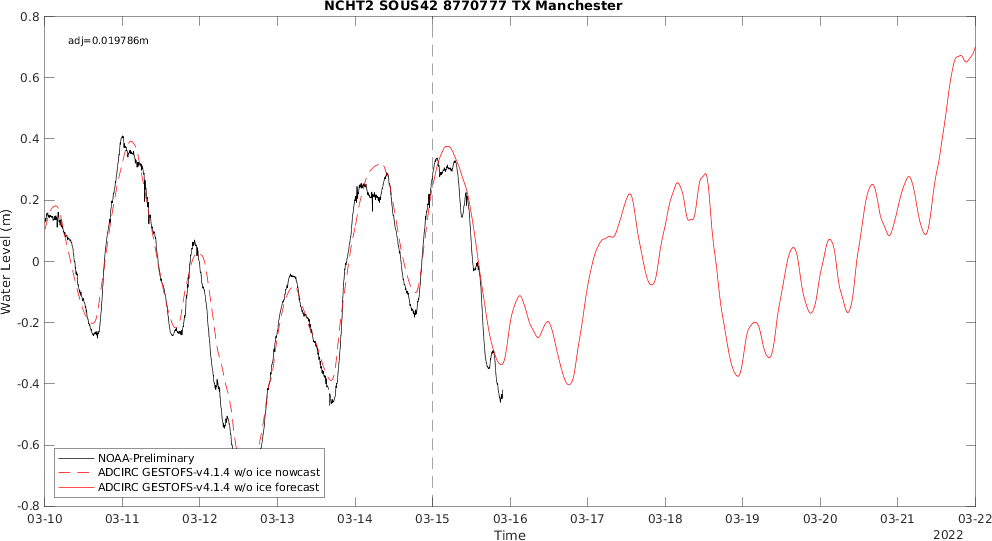 NCHT2 SOUS42 8770777 TX Manchester
adj=0.019786m
0.8
0.6
0.4
0.2
0
-0.2
-0.4
-0.6
-0.8
Water Level (m)
NOAA-Preliminary
ADCIRC GESTOFS-v4.1.4 w/o ice nowcast
ADCIRC GESTOFS-v4.1.4 w/o ice forecast
03-10 03-11 03-12 03-13 03-14 03-15 03-16 03-17 03-18 03-19 03-20 03-21 03-22
Time
2022